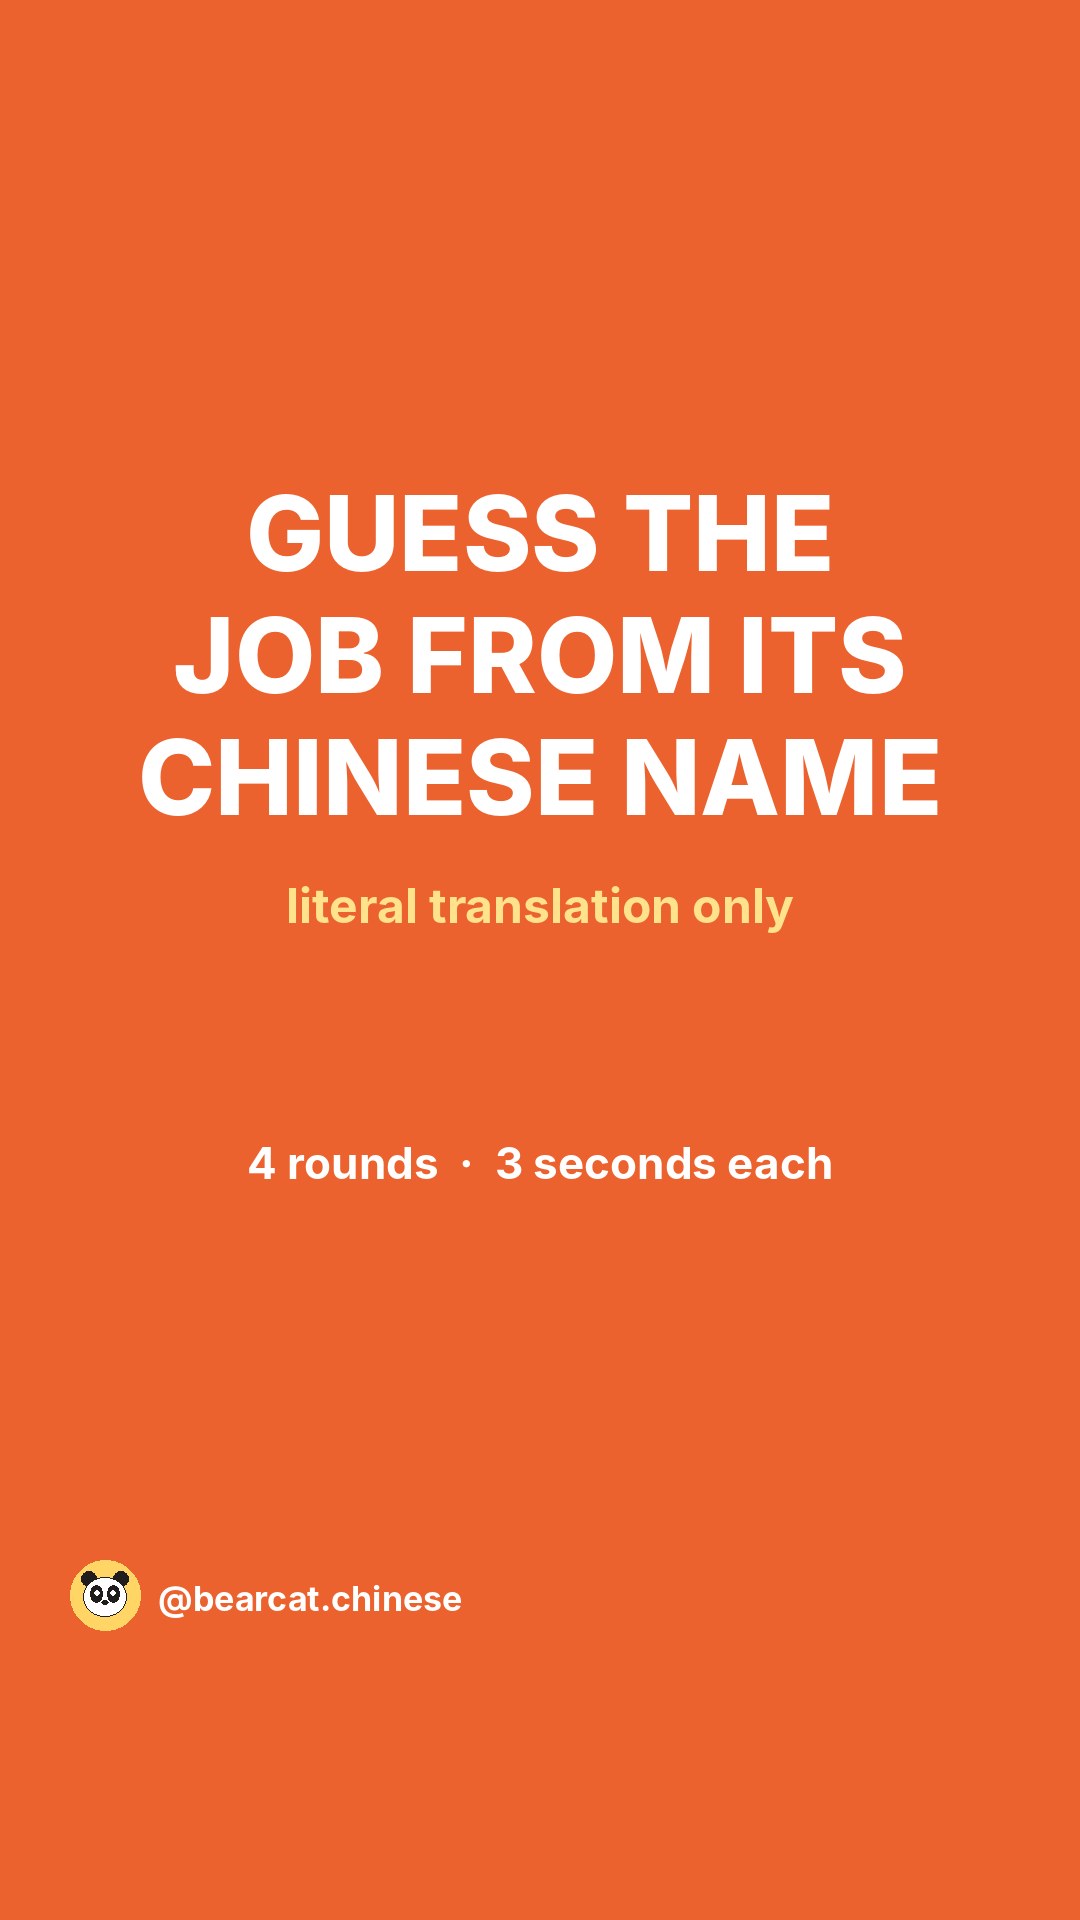 GUESS THE
JOB FROM ITS
CHINESE NAME
literal translation only
4 rounds · 3 seconds each
@bearcat.chinese